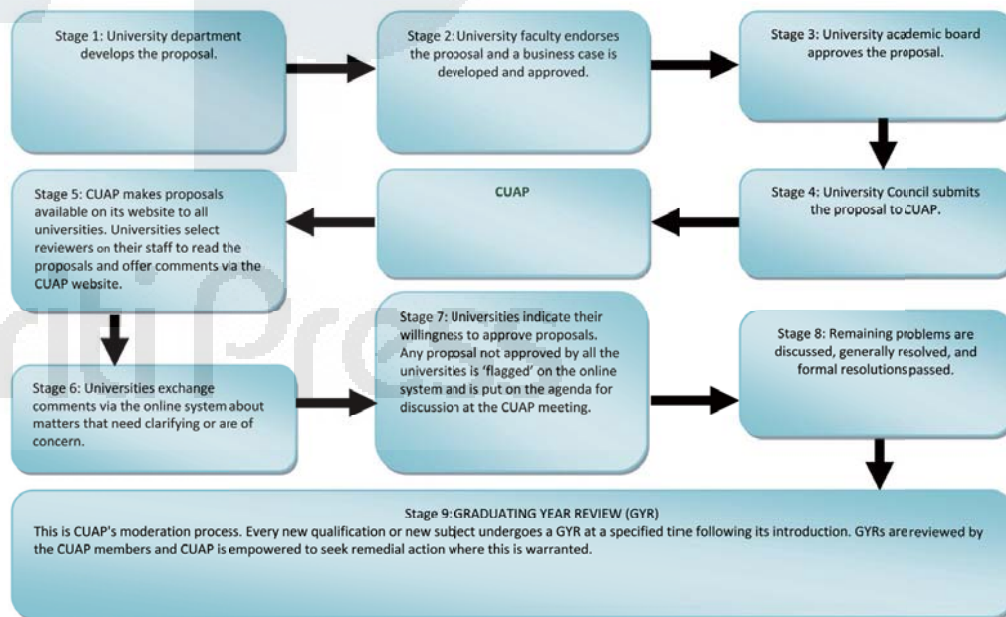 Stage 1: University department
develops the proposal.
Stage 2: University faculty endorses
the proposal and a business case is
developed and approved.
Stage 3: University academic board
approves the proposal.
Stage 4: University Council submits
the proposal to CUAP.
CUAP
Stage 5: CUAP makes proposals
available on its website to all
universities. Universities select
reviewers on their staff to read the
proposals and offer comments via the
CUAP website.
Stage 6: Universities exchange
comments via the online system about
matters that need clarifying or are of
concern.
Stage 7: Universities indicate their
willingness to approve proposals.
Any proposal not approved by all the
universities is 'flagged' on the online
system and is put on the agenda for
discussion at the CUAP meeting.
Stage 8: Remaining problems are
discussed, generally resolved, and
formal resolutions passed.
Stage 9: GRADUATING YEAR REVIEW (GYR)
This is CUAP's moderation process. Every new qualification or new subject undergoes a GYR at a specified time following its introduction. GYRs are reviewed by
the CUAP members and CUAP is empowered to seek remedial action where this is warranted.